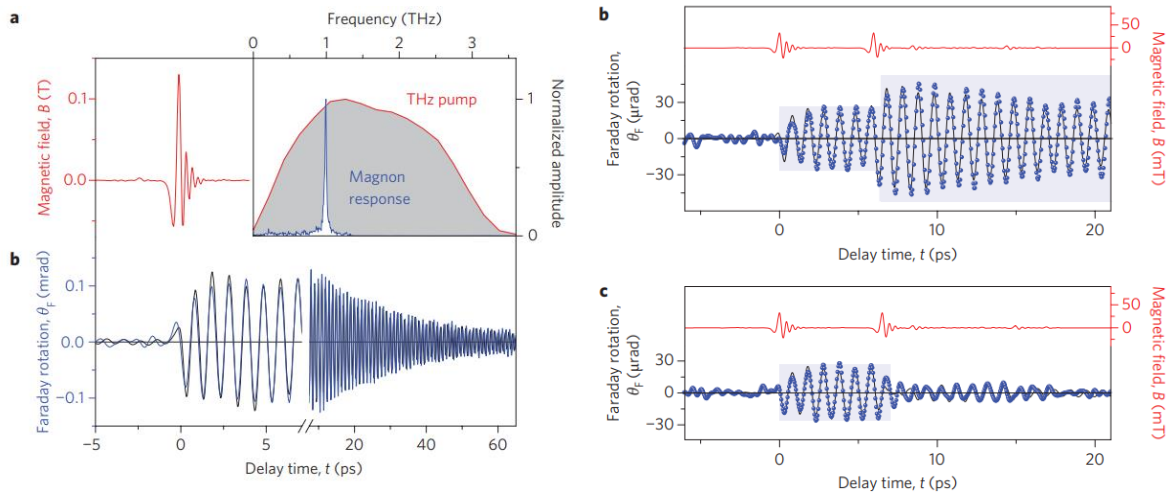 a
Frequency (THz)
0 1 2 3
Magnetic field, B (T)
0.1
0.0
THz pump
Magnon
response
1
0
Normalized amplitude
b
Faraday rotation, θF (mrad)
0.1
0.0
−0.1
−5 0 5 20 40 60
Delay time, t (ps)
b
50
0
Magnetic field, B (mT)
Faraday rotation,
θF (μrad)
30
0
−30
0 10 20
Delay time, t (ps)
c
50
0
Magnetic field, B (mT)
Faraday rotation,
θF (μrad)
30
0
−30
0 10 20
Delay time, t (ps)